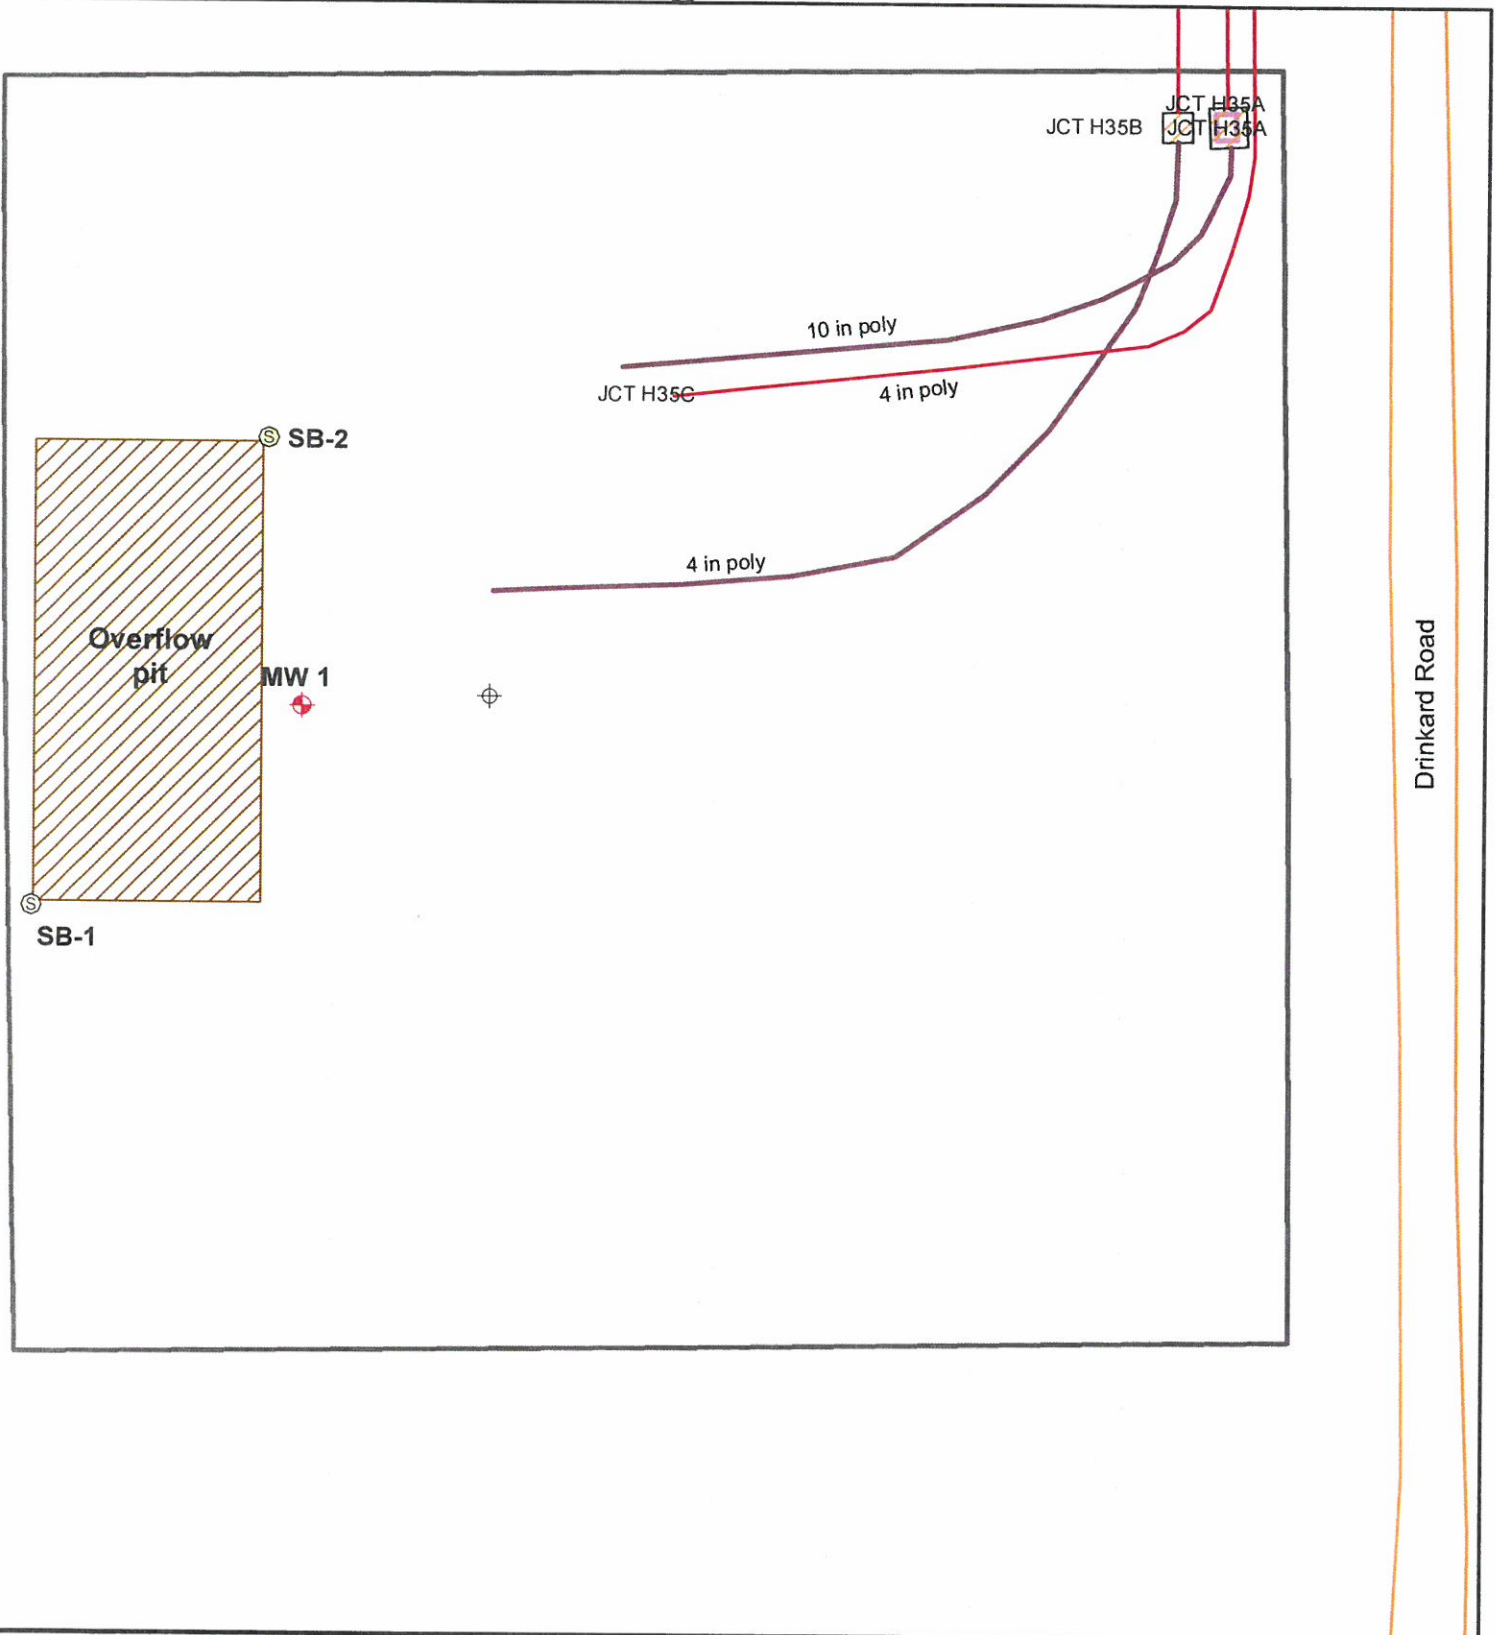 JCT H35A
JCT H35B
JCT H35A
10 in poly
JCT H35C
4 in poly
S
SB-2
4 in poly
Overflow
pit
MW 1
Drinkard Road
S
SB-1